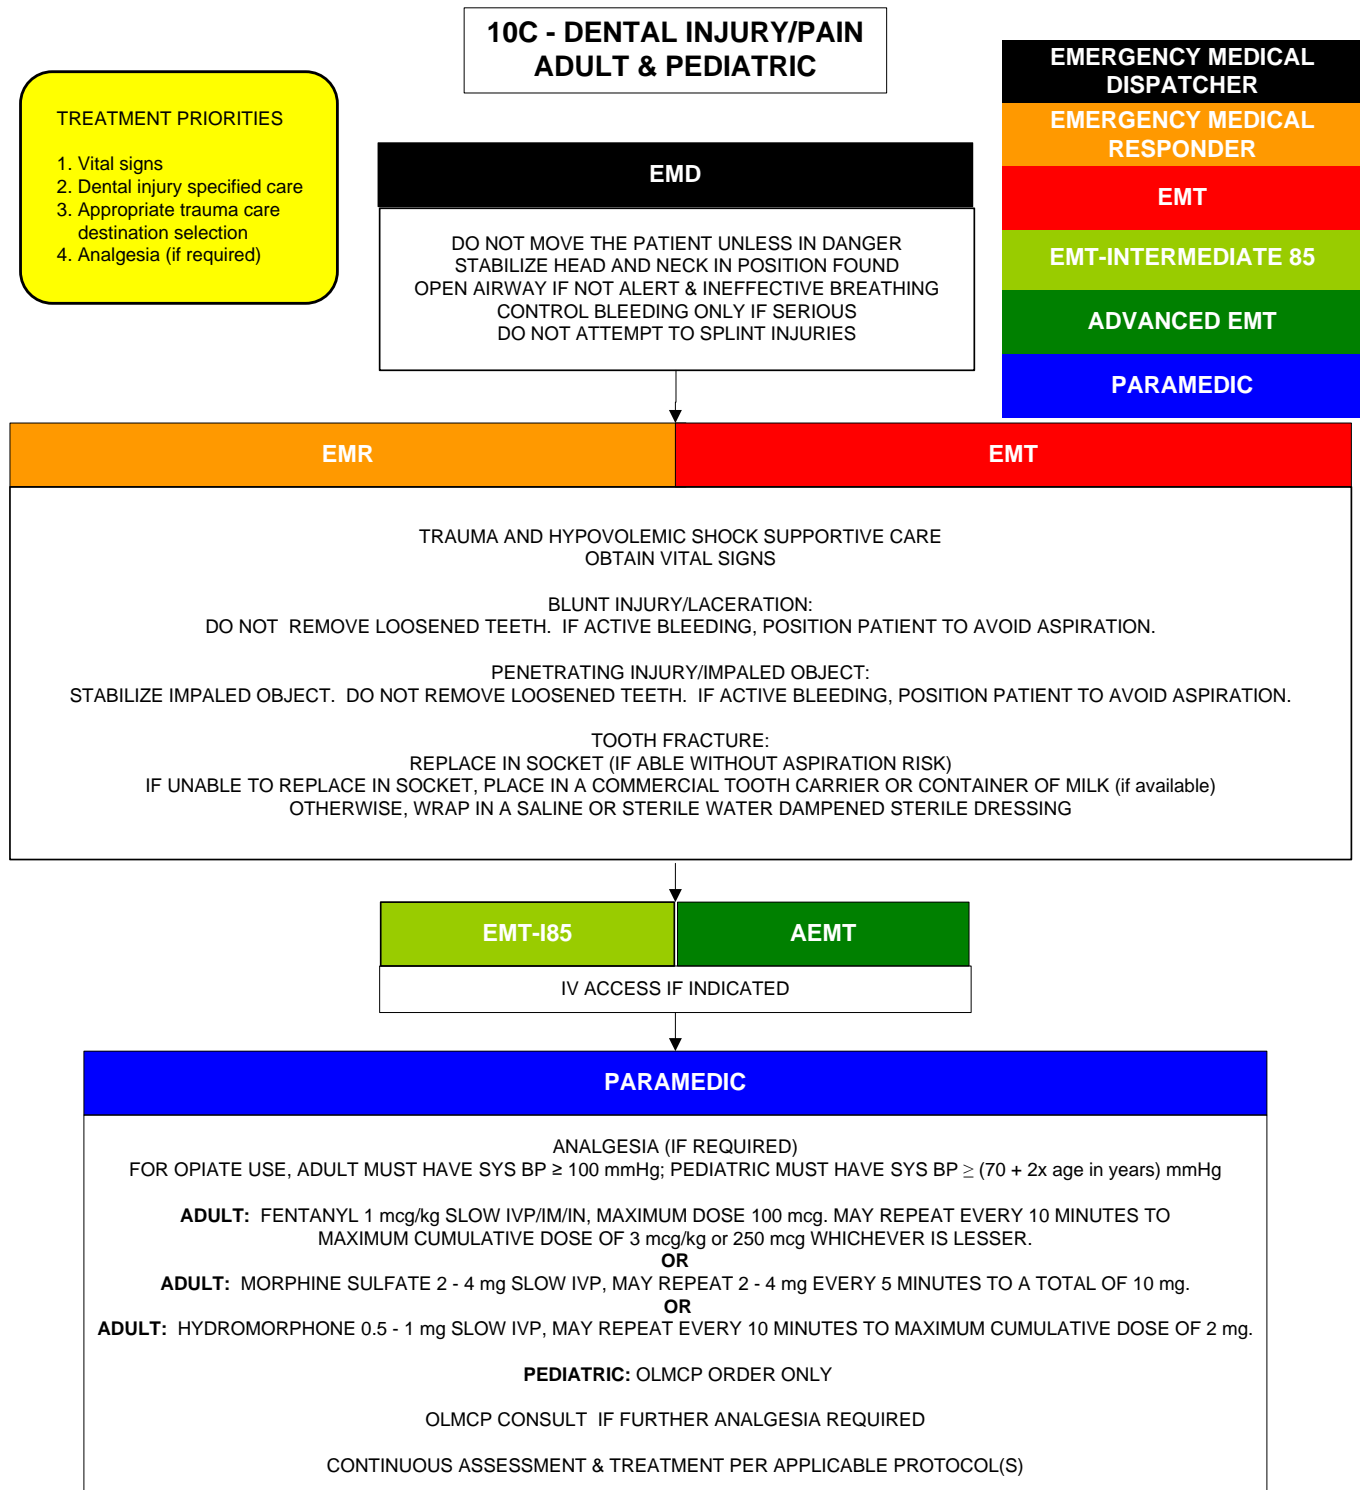 10C - DENTAL INJURY/PAIN
ADULT & PEDIATRIC
TREATMENT PRIORITIES
1. Vital signs
2. Dental injury specified care
3. Appropriate trauma care
destination selection
4. Analgesia (if required)
EMERGENCY MEDICAL
DISPATCHER
EMERGENCY MEDICAL
RESPONDER
EMT
EMT-INTERMEDIATE 85
ADVANCED EMT
PARAMEDIC
EMD
DO NOT MOVE THE PATIENT UNLESS IN DANGER
STABILIZE HEAD AND NECK IN POSITION FOUND
OPEN AIRWAY IF NOT ALERT & INEFFECTIVE BREATHING
CONTROL BLEEDING ONLY IF SERIOUS
DO NOT ATTEMPT TO SPLINT INJURIES
EMR
EMT
TRAUMA AND HYPOVOLEMIC SHOCK SUPPORTIVE CARE
OBTAIN VITAL SIGNS
BLUNT INJURY/LACERATION:
DO NOT REMOVE LOOSENED TEETH. IF ACTIVE BLEEDING, POSITION PATIENT TO AVOID ASPIRATION.
PENETRATING INJURY/IMPALED OBJECT:
STABILIZE IMPALED OBJECT. DO NOT REMOVE LOOSENED TEETH. IF ACTIVE BLEEDING, POSITION PATIENT TO AVOID ASPIRATION.
TOOTH FRACTURE:
REPLACE IN SOCKET (IF ABLE WITHOUT ASPIRATION RISK)
IF UNABLE TO REPLACE IN SOCKET, PLACE IN A COMMERCIAL TOOTH CARRIER OR CONTAINER OF MILK (if available)
OTHERWISE, WRAP IN A SALINE OR STERILE WATER DAMPENED STERILE DRESSING
EMT-I85
AEMT
IV ACCESS IF INDICATED
PARAMEDIC
ANALGESIA (IF REQUIRED)
FOR OPIATE USE, ADULT MUST HAVE SYS BP ≥ 100 mmHg; PEDIATRIC MUST HAVE SYS BP ≥ (70 + 2x age in years) mmHg
ADULT: FENTANYL 1 mcg/kg SLOW IVP/IM/IN, MAXIMUM DOSE 100 mcg. MAY REPEAT EVERY 10 MINUTES TO
MAXIMUM CUMULATIVE DOSE OF 3 mcg/kg or 250 mcg WHICHEVER IS LESSER.
OR
ADULT: MORPHINE SULFATE 2 - 4 mg SLOW IVP, MAY REPEAT 2 - 4 mg EVERY 5 MINUTES TO A TOTAL OF 10 mg.
OR
ADULT: HYDROMORPHONE 0.5 - 1 mg SLOW IVP, MAY REPEAT EVERY 10 MINUTES TO MAXIMUM CUMULATIVE DOSE OF 2 mg.
PEDIATRIC: OLMCP ORDER ONLY
OLMCP CONSULT IF FURTHER ANALGESIA REQUIRED
CONTINUOUS ASSESSMENT & TREATMENT PER APPLICABLE PROTOCOL(S)